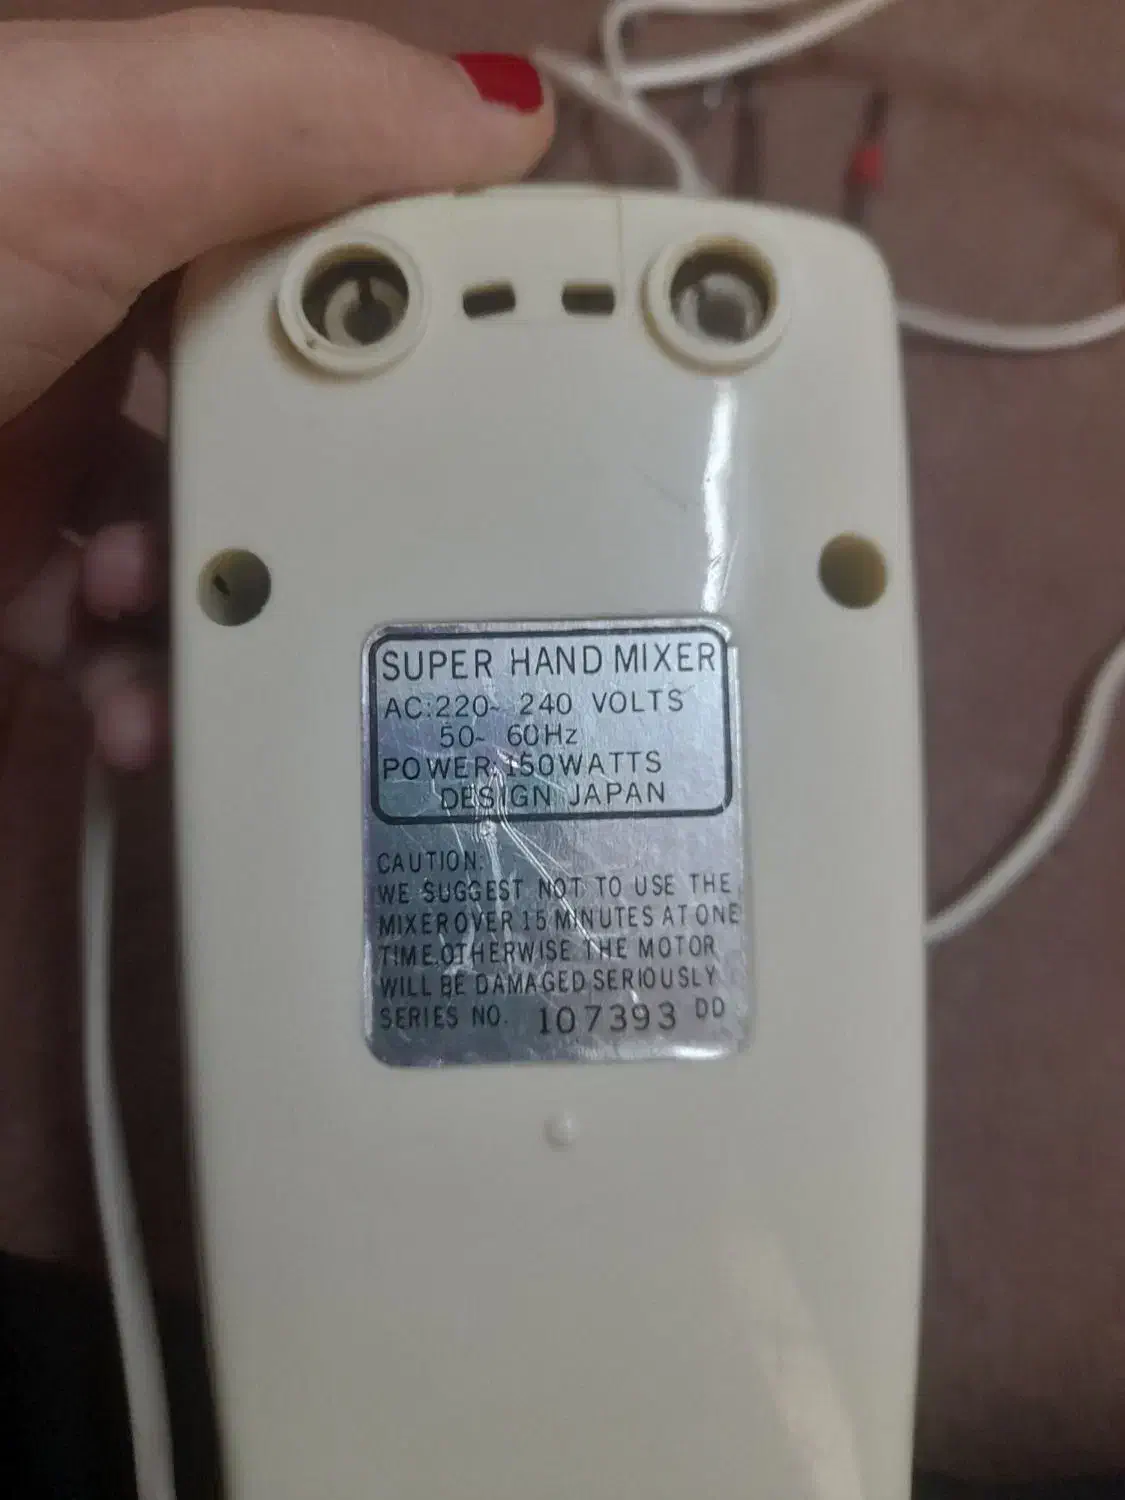 SUPER HAND MIXER
AC:220~ 240 VOLTS
50~ 60Hz
POWER: 150WATTS
DESIGN JAPAN
CAUTION:
WE SUGGEST NOT TO USE THE
MIXER OVER 15 MINUTES AT ONE
TIME,OTHERWISE THE MOTOR
WILL BE DAMAGED SERIOUSLY
SERIES NO. 107393 DD